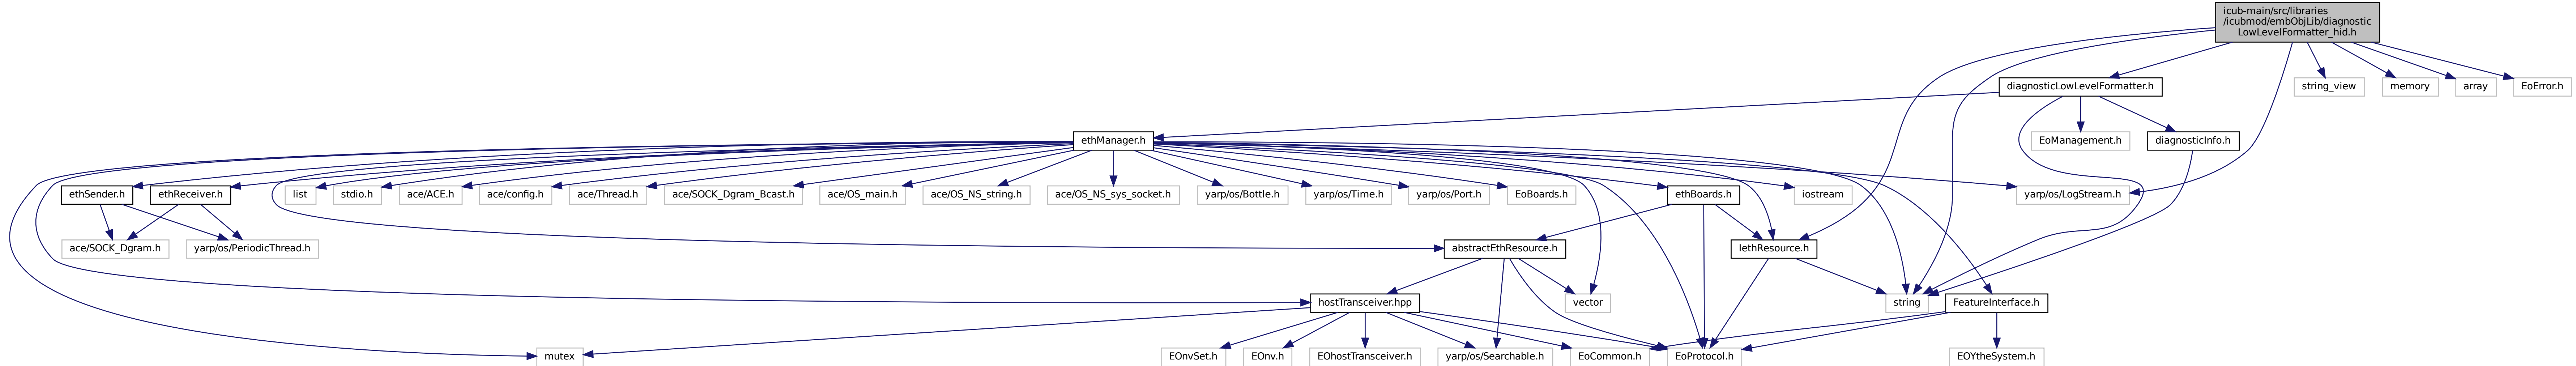 icub-main/src/libraries
/icubmod/embObjLib/diagnostic
LowLevelFormatter_hid.h
diagnosticLowLevelFormatter.h
string_view
memory
array
EoError.h
ethManager.h
EoManagement.h
diagnosticInfo.h
ethSender.h
ethReceiver.h
list
stdio.h
ace/ACE.h
ace/config.h
ace/Thread.h
ace/SOCK_Dgram_Bcast.h
ace/OS_main.h
ace/OS_NS_string.h
ace/OS_NS_sys_socket.h
yarp/os/Bottle.h
yarp/os/Time.h
yarp/os/Port.h
EoBoards.h
ethBoards.h
iostream
yarp/os/LogStream.h
ace/SOCK_Dgram.h
yarp/os/PeriodicThread.h
abstractEthResource.h
IethResource.h
hostTransceiver.hpp
vector
string
FeatureInterface.h
mutex
EOnvSet.h
EOnv.h
EOhostTransceiver.h
yarp/os/Searchable.h
EoCommon.h
EoProtocol.h
EOYtheSystem.h